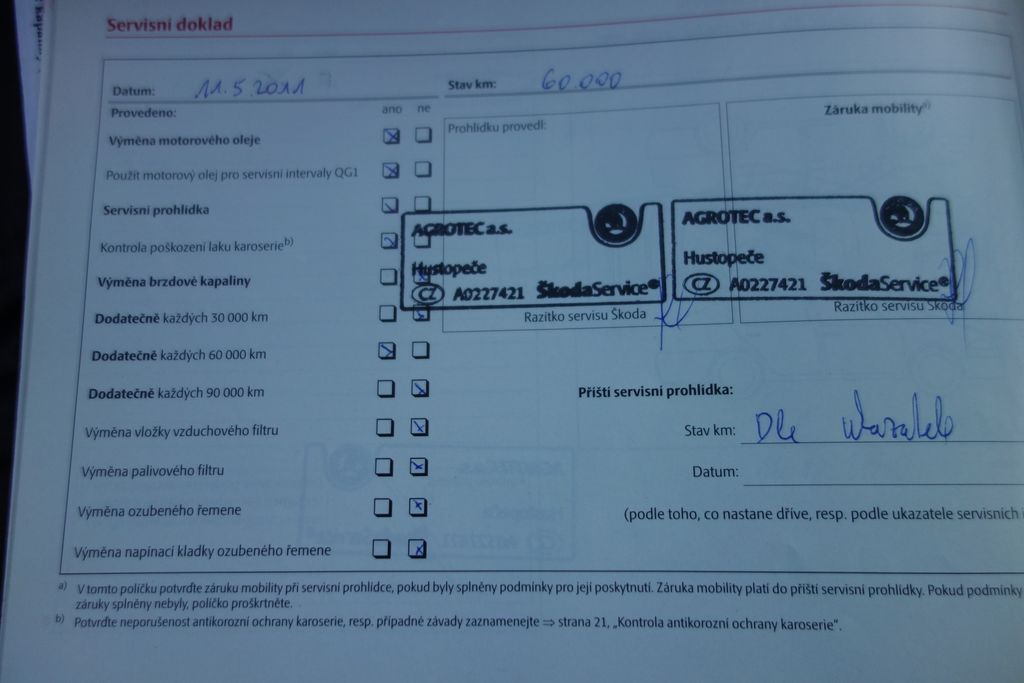 Servisní doklad
Datum: 11.5.2011
Stav km: 60.000
Provedeno: ano ne
Prohlídku provedl:
Záruka mobility a)
Výměna motorového oleje
Použít motorový olej pro servisní intervaly QG1
Servisní prohlídka
Kontrola poškození laku karoserie b)
Výměna brzdové kapaliny
Dodatečně každých 30 000 km
Dodatečně každých 60 000 km
Dodatečně každých 90 000 km
Výměna vložky vzduchového filtru
Výměna palivového filtru
Výměna ozubeného řemene
Výměna napínací kladky ozubeného řemene
AGROTEC a.s.
Hustopeče
CZ A0227421 ŠkodaService®
Razítko servisu Škoda
AGROTEC a.s.
Hustopeče
CZ A0227421 ŠkodaService®
Razítko servisu Škoda
Příští servisní prohlídka:
Stav km: Dle ukazatele
Datum:
(podle toho, co nastane dříve, resp. podle ukazatele servisních
a) V tomto políčku potvrďte záruku mobility při servisní prohlídce, pokud byly splněny podmínky pro její poskytnutí. Záruka mobility platí do příští servisní prohlídky. Pokud podmínky
záruky splněny nebyly, políčko proškrtněte.
b) Potvrďte neporušenost antikorozní ochrany karoserie, resp. případné závady zaznamenejte ⇒ strana 21, „Kontrola antikorozní ochrany karoserie“.